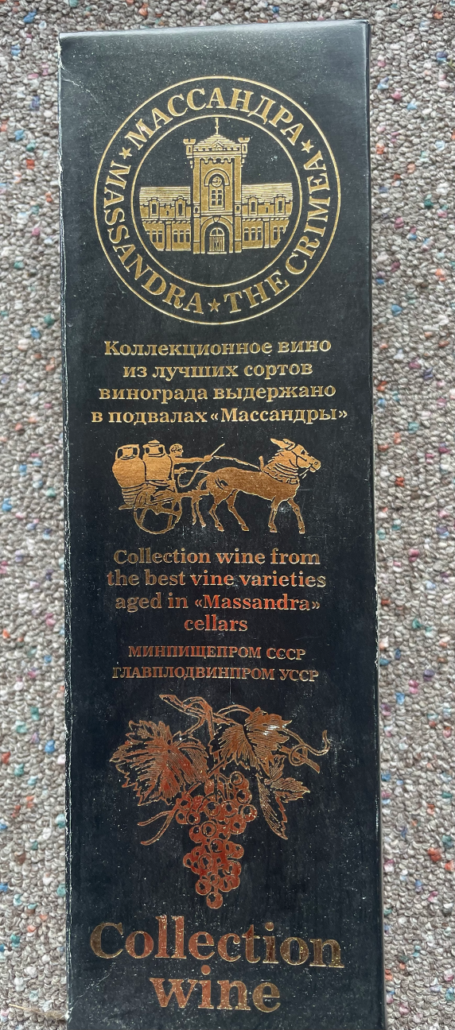 ★ МАССАНДРА ★
MASSANDRA ★ THE CRIMEA
Коллекционное вино
из лучших сортов
винограда выдержано
в подвалах «Массандры»
Collection wine from
the best vine varieties
aged in «Massandra»
cellars
МИНПИЩЕПРОМ СССР
ГЛАВПЛОДВИНПРОМ УССР
Collection
wine